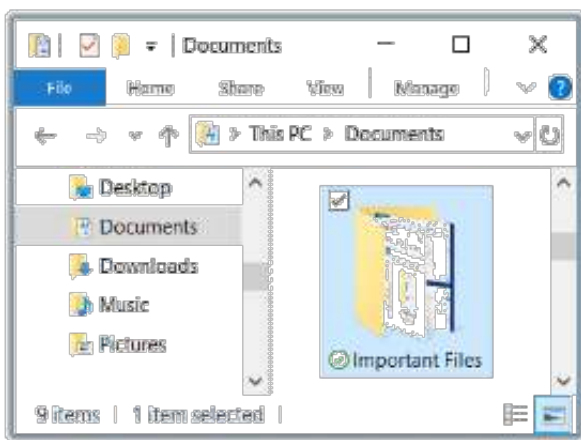 Documents
File Home Share View Manage ?
This PC > Documents
Desktop
Documents
Downloads
Music
Pictures
Important Files
9 items | 1 item selected |